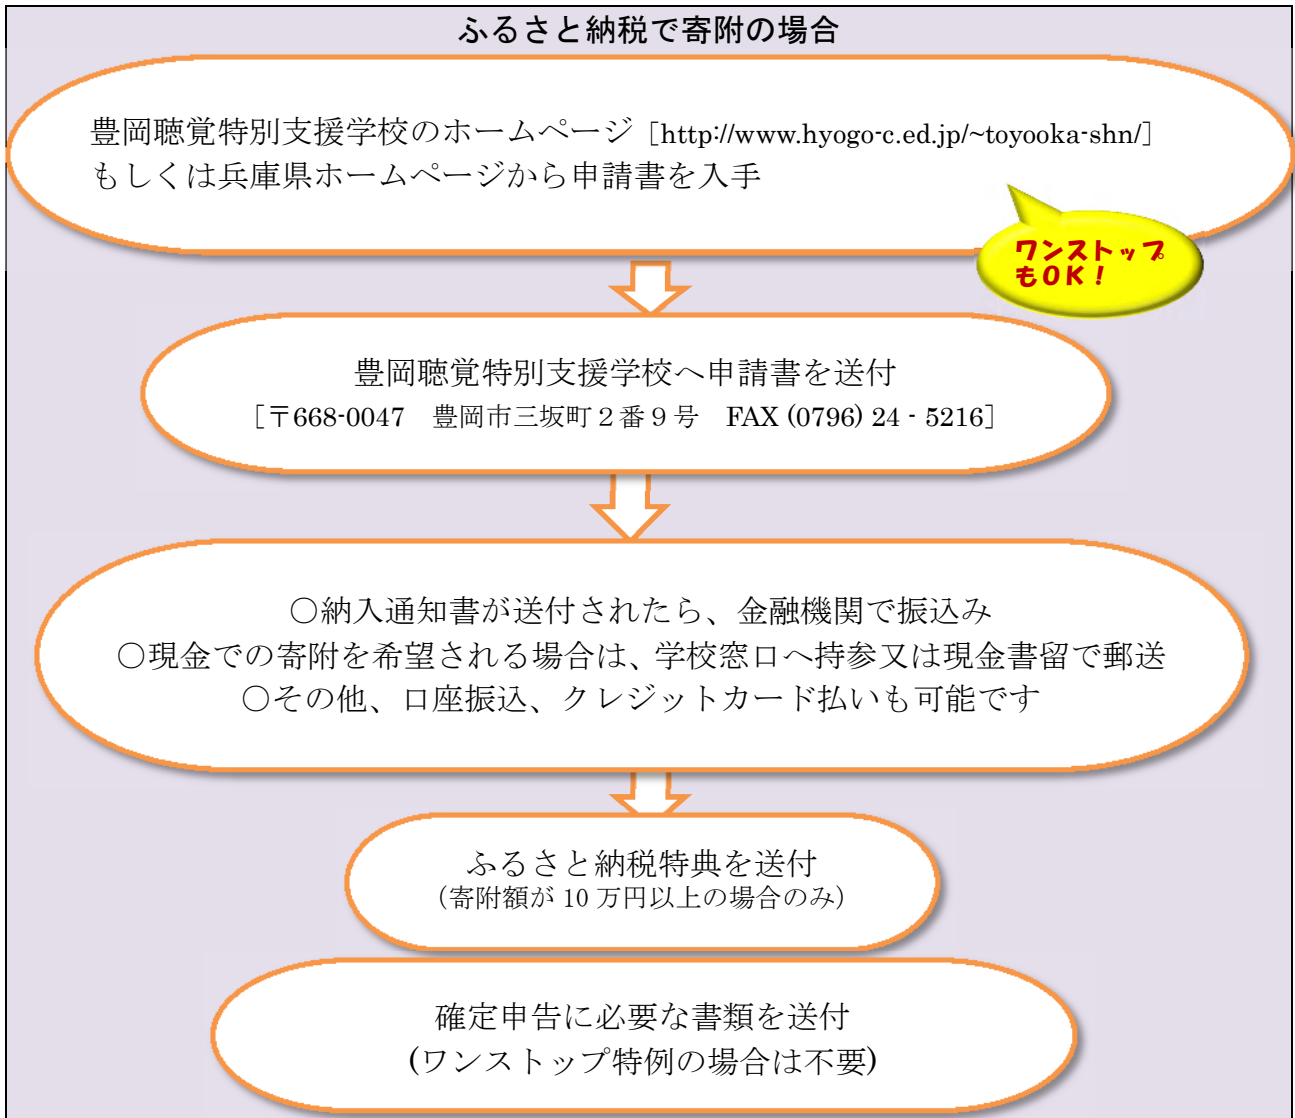 ふるさと納税で寄附の場合
豊岡聴覚特別支援学校のホームページ［http://www.hyogo-c.ed.jp/~toyooka-shn/］
もしくは兵庫県ホームページから申請書を入手
ワンストップ
もOK！
豊岡聴覚特別支援学校へ申請書を送付
［〒668-0047　豊岡市三坂町２番９号　FAX (0796) 24‐5216］
○納入通知書が送付されたら、金融機関で振込み
○現金での寄附を希望される場合は、学校窓口へ持参又は現金書留で郵送
○その他、口座振込、クレジットカード払いも可能です
ふるさと納税特典を送付
（寄附額が 10 万円以上の場合のみ）
確定申告に必要な書類を送付
(ワンストップ特例の場合は不要)